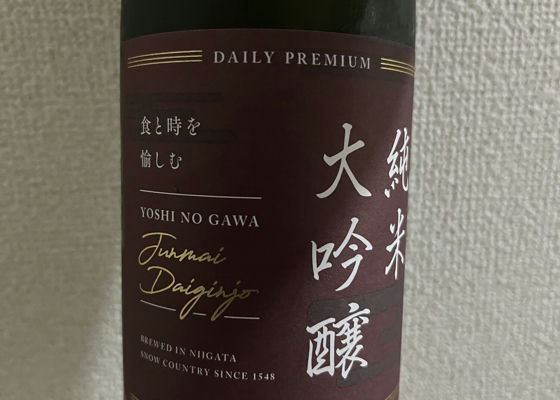 DAILY PREMIUM
純米
大吟醸
食と時を
愉しむ
YOSHI NO GAWA
Junmai
Daiginjo
BREWED IN NIIGATA
SNOW COUNTRY SINCE 1548